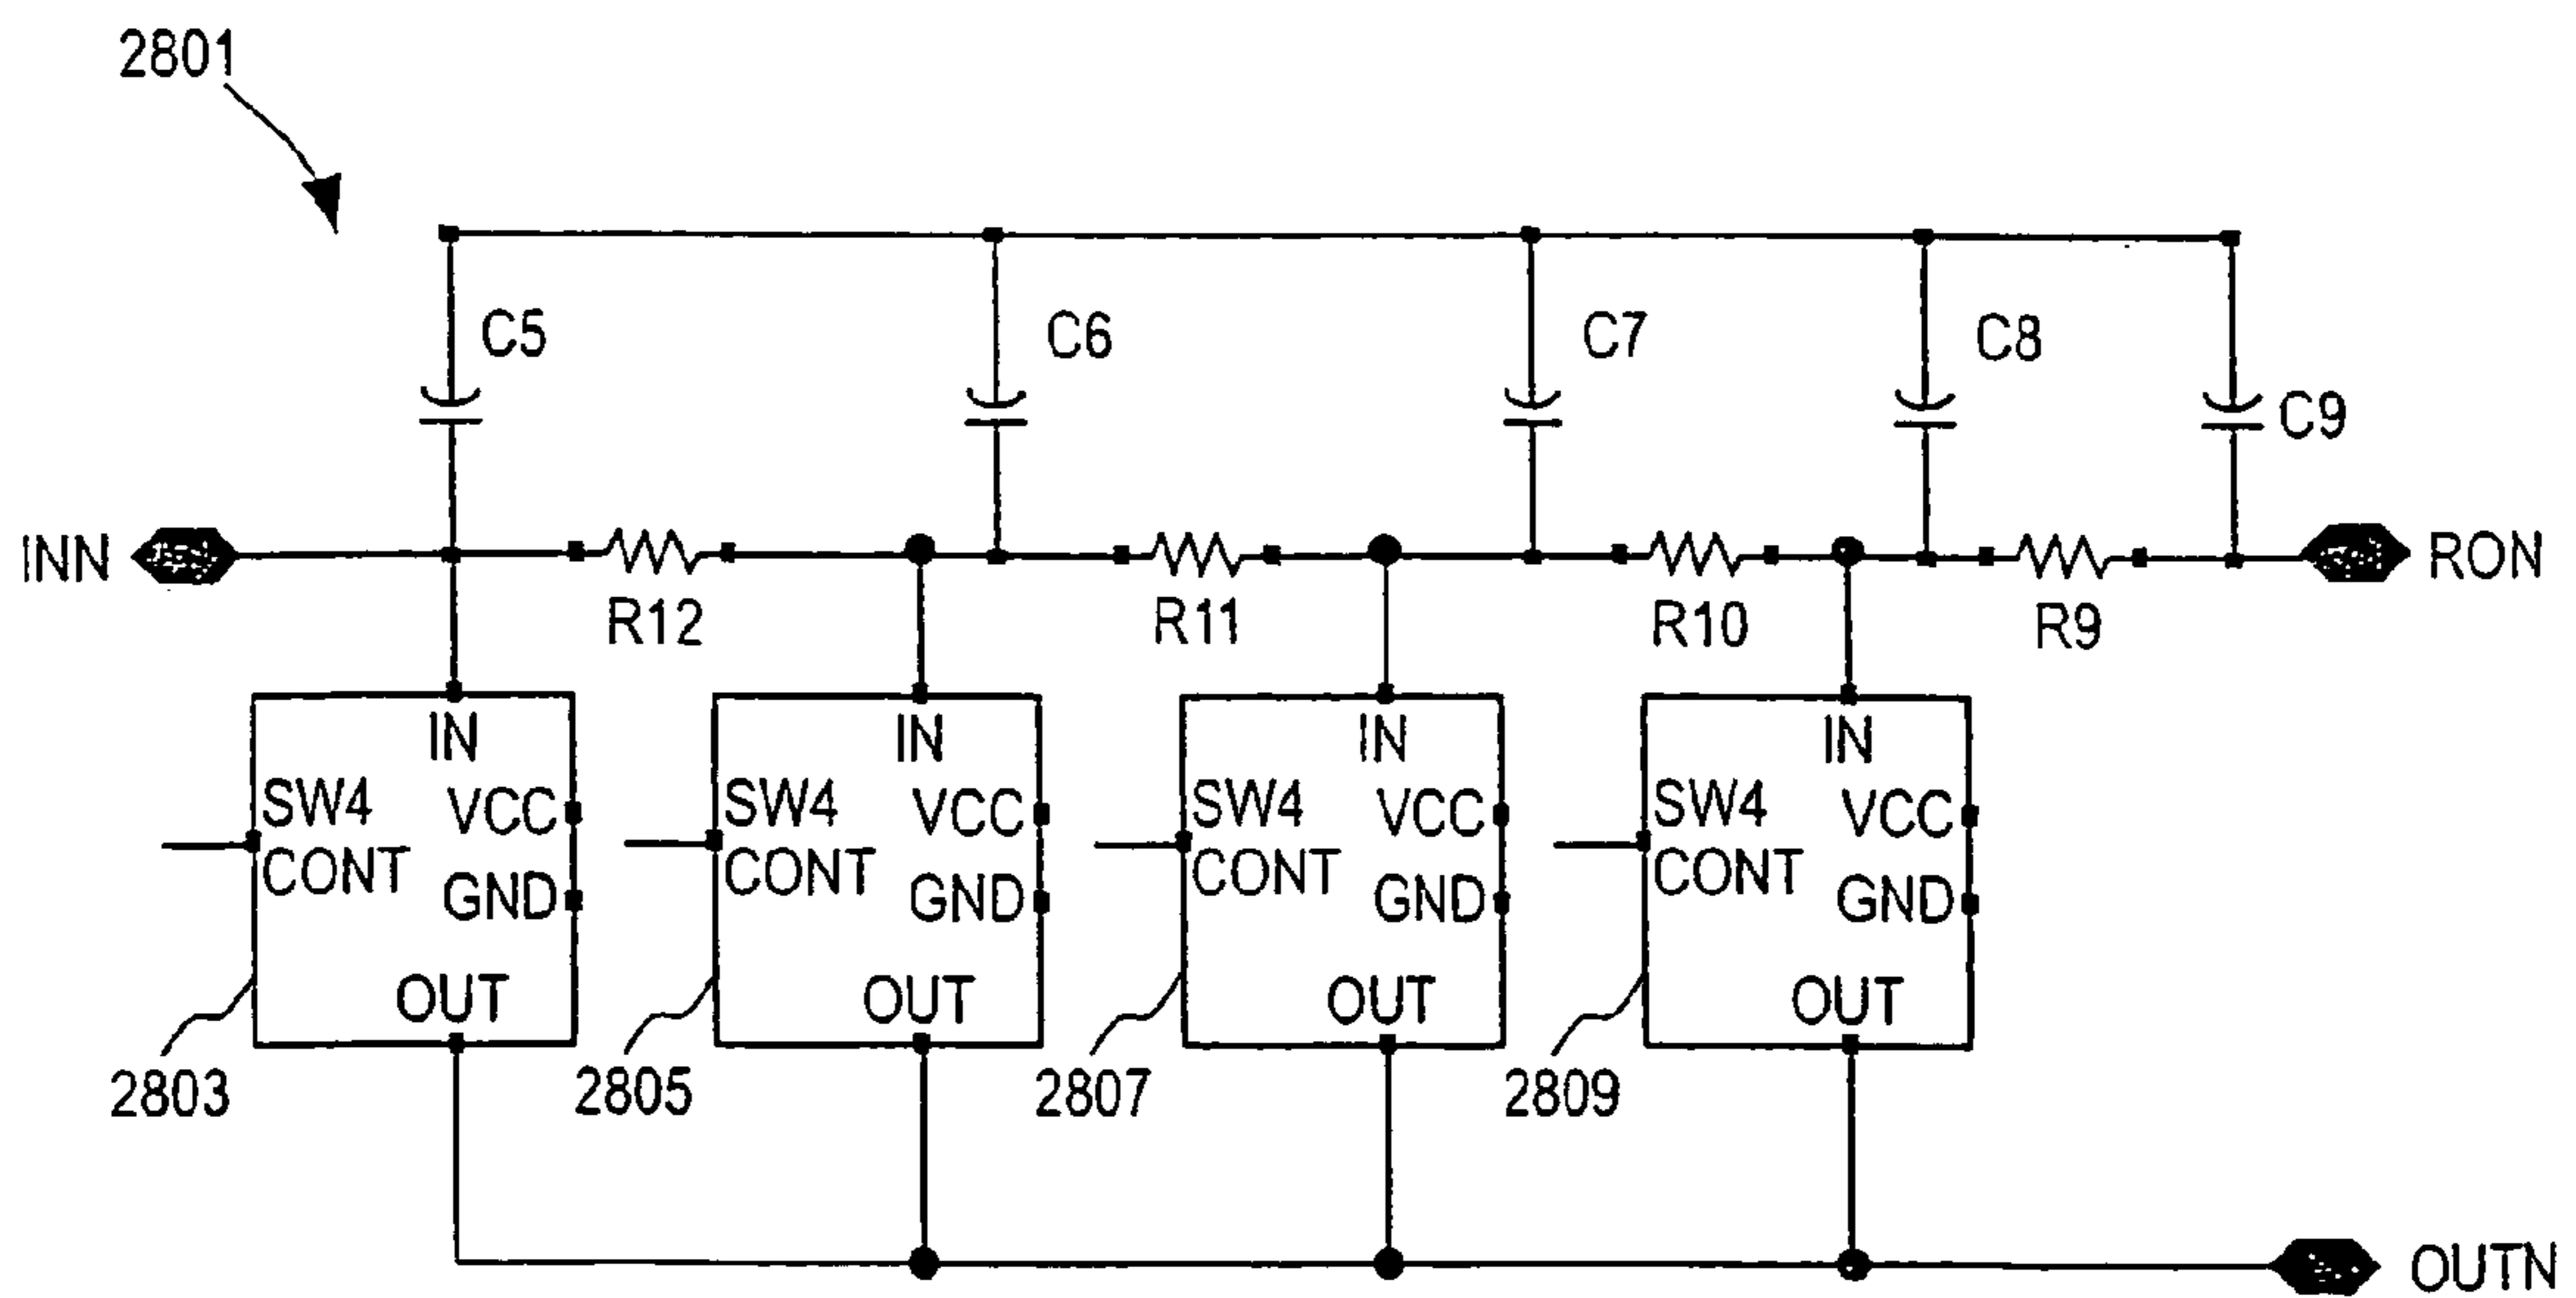 2801
C5
C6
C7
C8
C9
INN
RON
R12
R11
R10
R9
IN
SW4
CONT
VCC
GND
OUT
IN
SW4
CONT
VCC
GND
OUT
IN
SW4
CONT
VCC
GND
OUT
IN
SW4
CONT
VCC
GND
OUT
2803
2805
2807
2809
OUTN